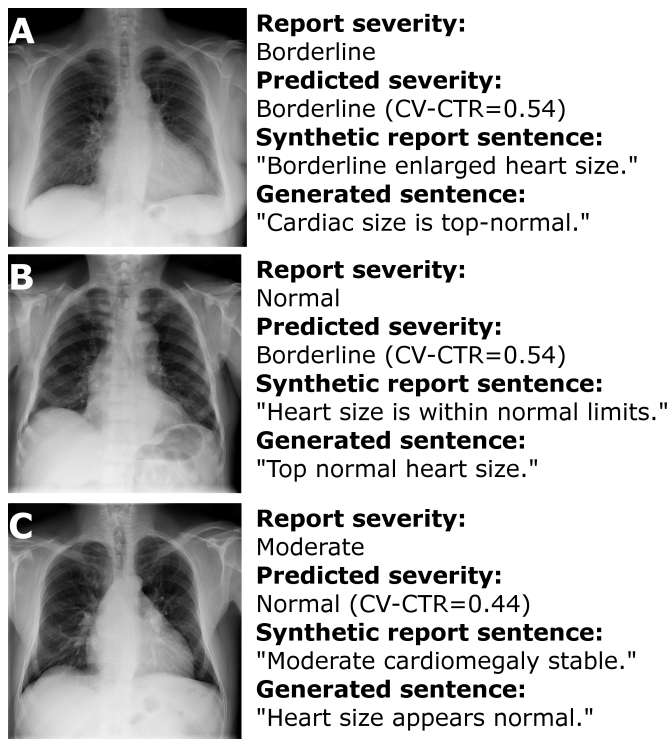 A
Report severity:
Borderline
Predicted severity:
Borderline (CV-CTR=0.54)
Synthetic report sentence:
"Borderline enlarged heart size."
Generated sentence:
"Cardiac size is top-normal."
B
Report severity:
Normal
Predicted severity:
Borderline (CV-CTR=0.54)
Synthetic report sentence:
"Heart size is within normal limits."
Generated sentence:
"Top normal heart size."
C
Report severity:
Moderate
Predicted severity:
Normal (CV-CTR=0.44)
Synthetic report sentence:
"Moderate cardiomegaly stable."
Generated sentence:
"Heart size appears normal."